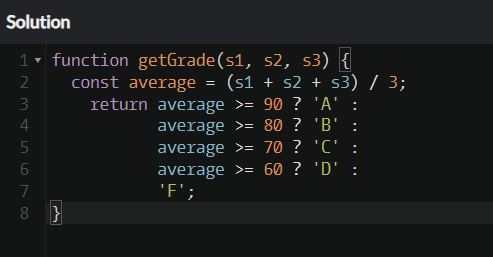 Solution
1 function getGrade(s1, s2, s3) {
2 const average = (s1 + s2 + s3) / 3;
3 return average >= 90 ? 'A' :
4 average >= 80 ? 'B' :
5 average >= 70 ? 'C' :
6 average >= 60 ? 'D' :
7 'F';
8 }